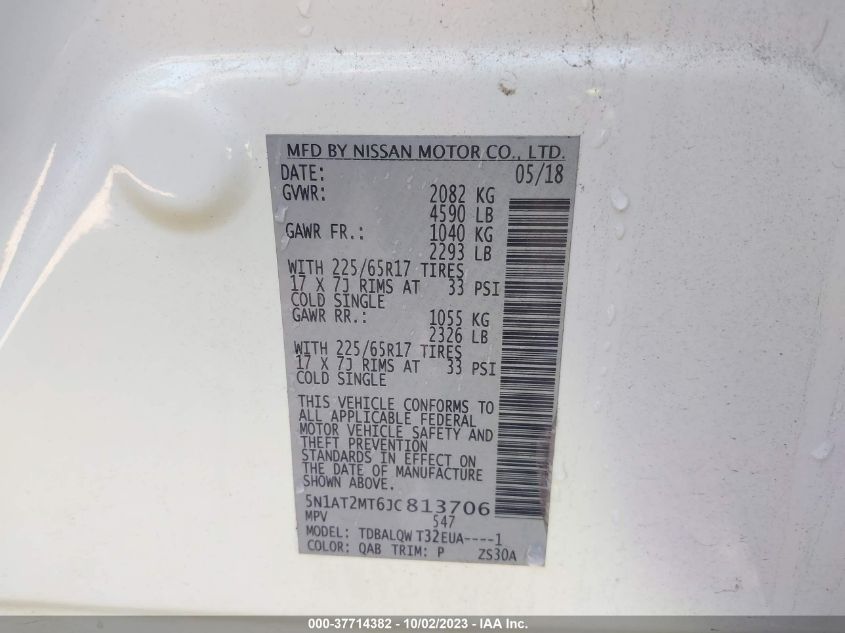 MFD BY NISSAN MOTOR CO., LTD.
DATE: 05/18
GVWR: 2082 KG
4590 LB
GAWR FR.: 1040 KG
2293 LB
WITH 225/65R17 TIRES
17 X 7J RIMS AT 33 PSI
COLD SINGLE
GAWR RR.: 1055 KG
2326 LB
WITH 225/65R17 TIRES
17 X 7J RIMS AT 33 PSI
COLD SINGLE
THIS VEHICLE CONFORMS TO
ALL APPLICABLE FEDERAL
MOTOR VEHICLE SAFETY AND
THEFT PREVENTION
STANDARDS IN EFFECT ON
THE DATE OF MANUFACTURE
SHOWN ABOVE.
5N1AT2MT6JC813706
MPV 547
MODEL: TDBALQW T32EUA----1
COLOR: QAB TRIM: P ZS30A
000-37714382 - 10/02/2023 - © IAA Inc.